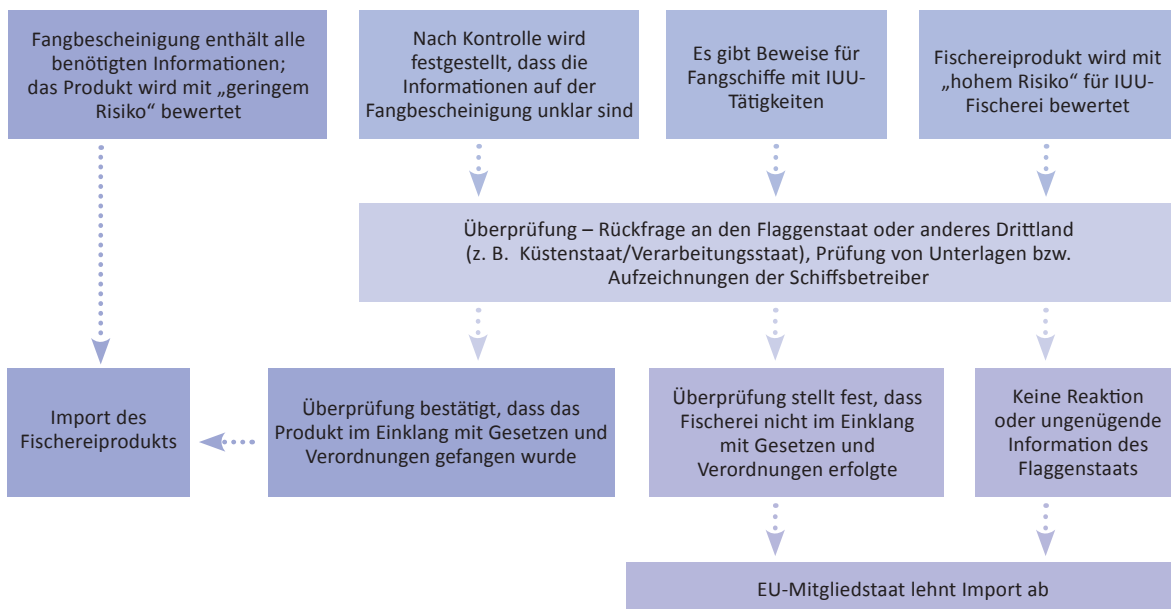 Fangbescheinigung enthält alle
benötigten Informationen;
das Produkt wird mit „geringem
Risiko“ bewertet
Nach Kontrolle wird
festgestellt, dass die
Informationen auf der
Fangbescheinigung unklar sind
Es gibt Beweise für
Fangschiffe mit IUU-
Tätigkeiten
Fischereiprodukt wird mit
„hohem Risiko“ für IUU-
Fischerei bewertet
Überprüfung – Rückfrage an den Flaggenstaat oder anderes Drittland
(z. B. Küstenstaat/Verarbeitungsstaat), Prüfung von Unterlagen bzw.
Aufzeichnungen der Schiffsbetreiber
Import des
Fischereiprodukts
Überprüfung bestätigt, dass das
Produkt im Einklang mit Gesetzen und
Verordnungen gefangen wurde
Überprüfung stellt fest, dass
Fischerei nicht im Einklang
mit Gesetzen und
Verordnungen erfolgte
Keine Reaktion
oder ungenügende
Information des
Flaggenstaats
EU-Mitgliedstaat lehnt Import ab